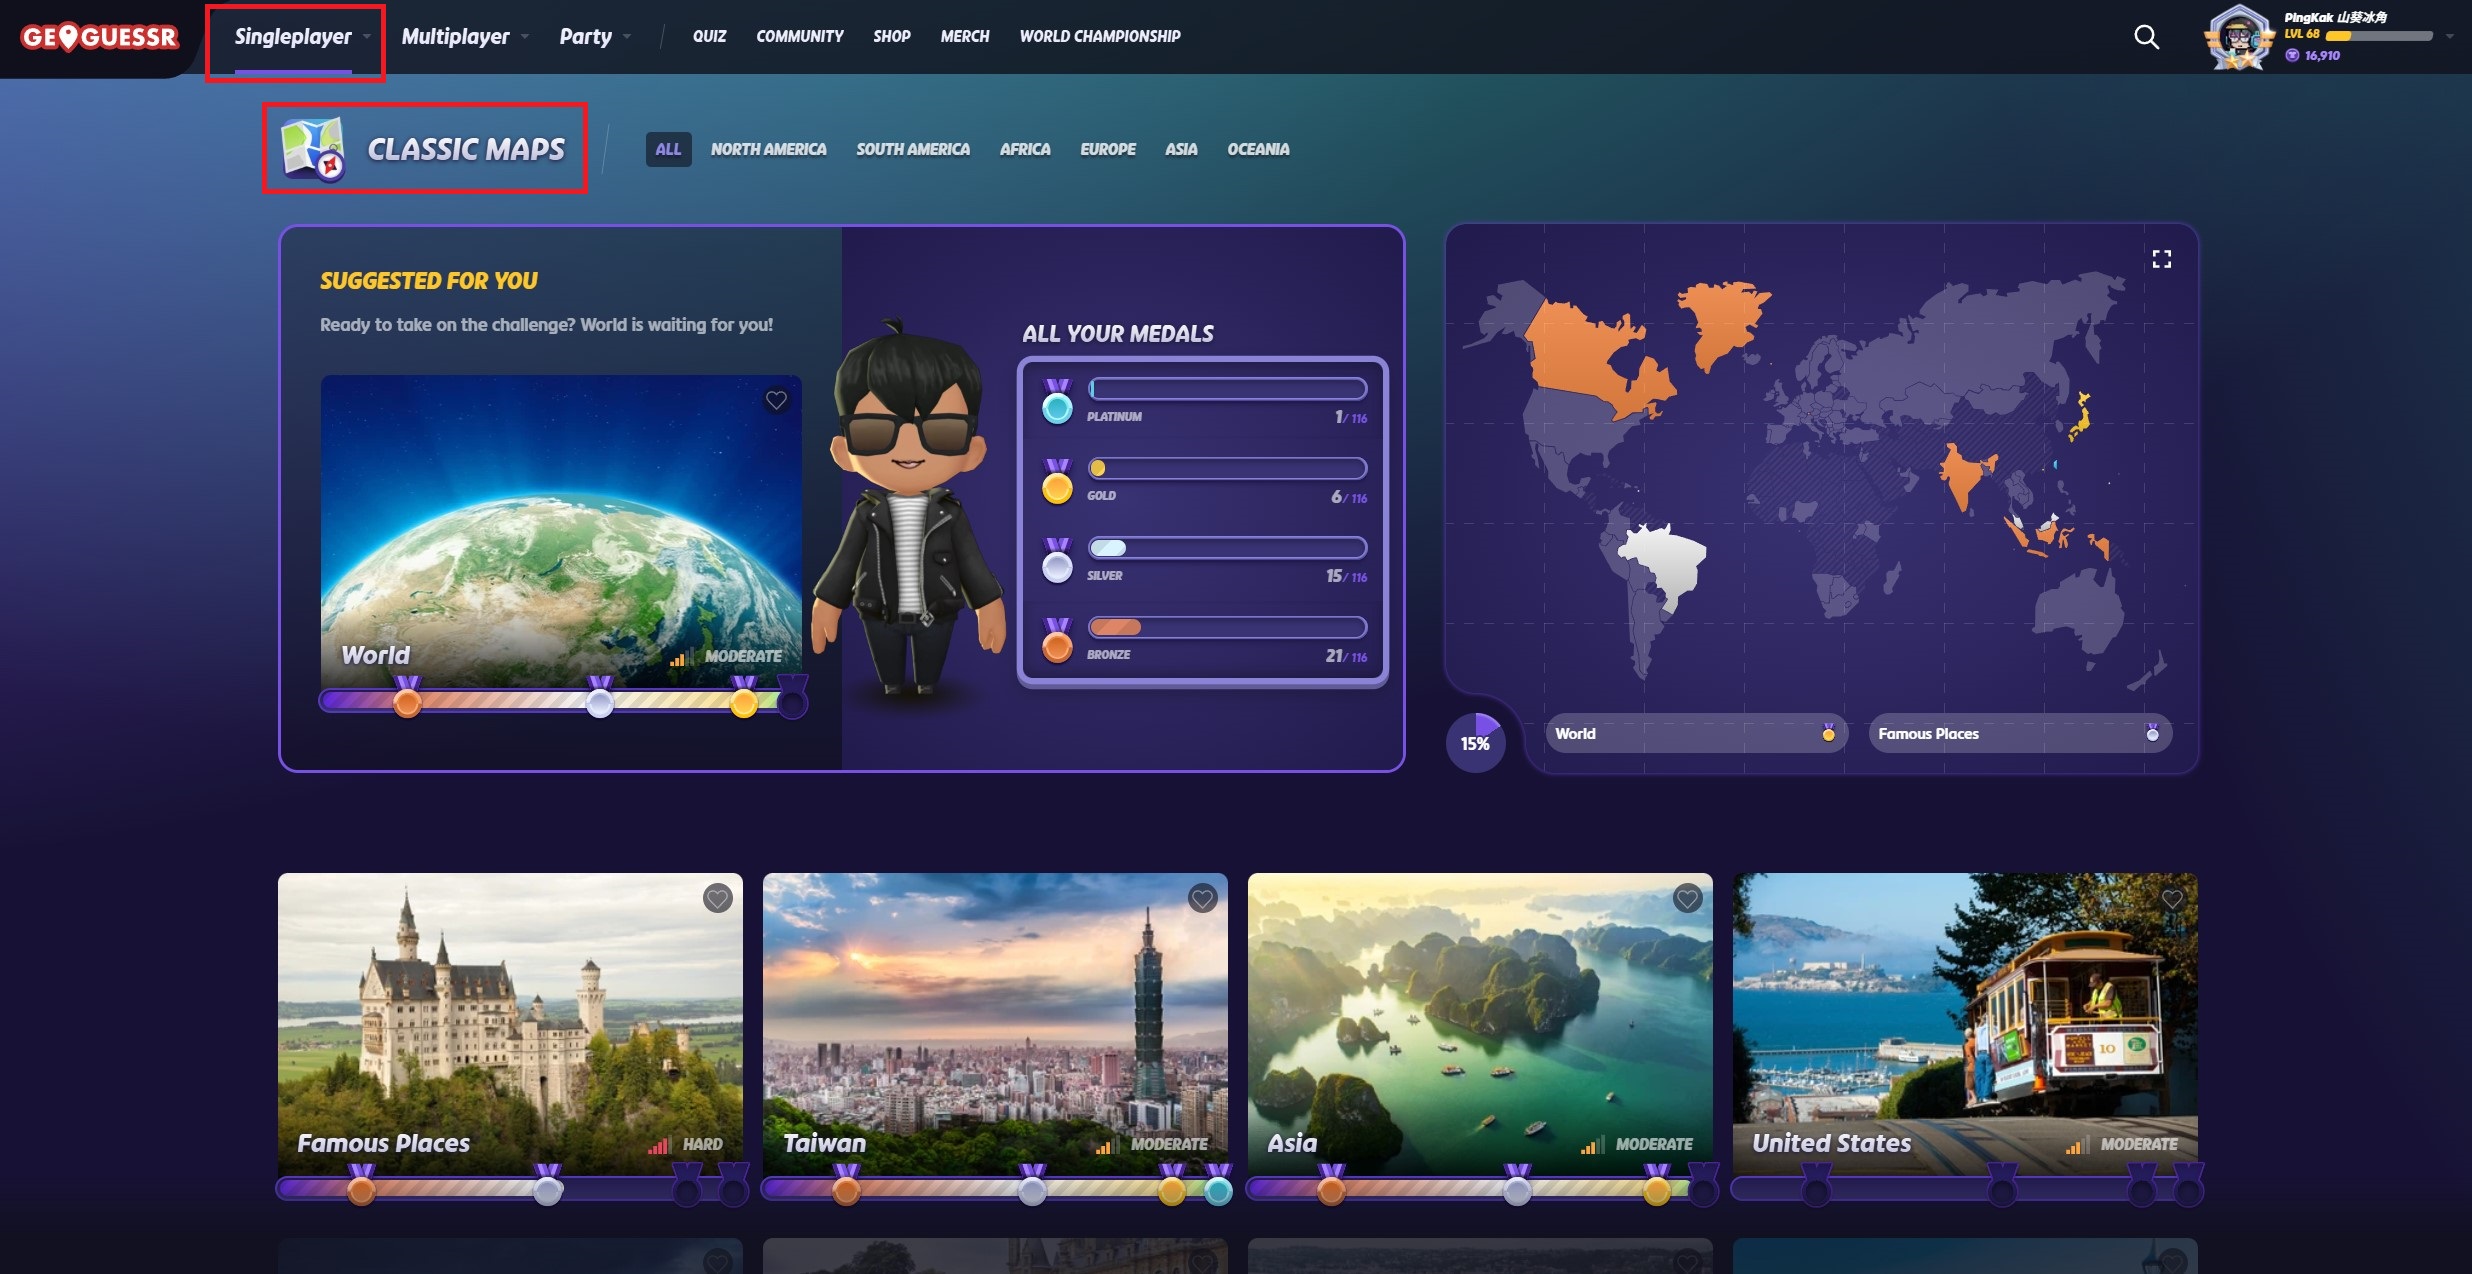 GEOGUESSR
Singleplayer
Multiplayer
Party
QUIZ
COMMUNITY
SHOP
MERCH
WORLD CHAMPIONSHIP
PingKak 山葵冰角
LVL 68
16,910
CLASSIC MAPS
ALL
NORTH AMERICA
SOUTH AMERICA
AFRICA
EUROPE
ASIA
OCEANIA
SUGGESTED FOR YOU
Ready to take on the challenge? World is waiting for you!
World
MODERATE
ALL YOUR MEDALS
PLATINUM 1/ 116
GOLD 6/ 116
SILVER 15/ 116
BRONZE 21/ 116
15%
World
Famous Places
Famous Places
HARD
Taiwan
MODERATE
Asia
MODERATE
10
United States
MODERATE